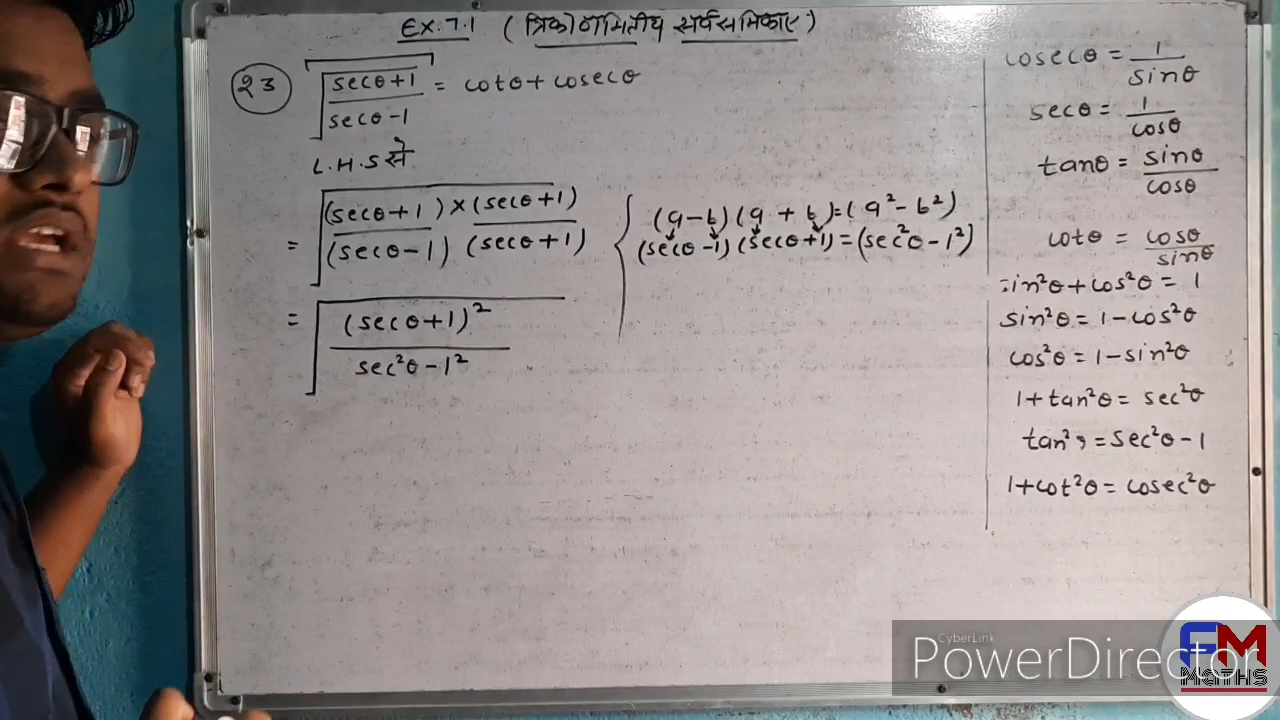 EX.7.1 (त्रिकोणमितीय सर्वसमिकाए)
23 √(secθ+1 / secθ-1) = cotθ + cosecθ
L.H.S से
= √((secθ+1) × (secθ+1) / (secθ-1) (secθ+1))
{ (a-b)(a+b)=(a²-b²)
(secθ-1)(secθ+1)=(sec²θ-1²)
= √((secθ+1)² / sec²θ-1²)
cosecθ = 1/sinθ
secθ = 1/cosθ
tanθ = sinθ/cosθ
cotθ = cosθ/sinθ
in²θ+cos²θ = 1
sin²θ = 1-cos²θ
cos²θ = 1-sin²θ
1+tan²θ = sec²θ
tan² = sec²θ-1
1+cot²θ = cosec²θ
CyberLink
PowerDirector
PM
MATHS